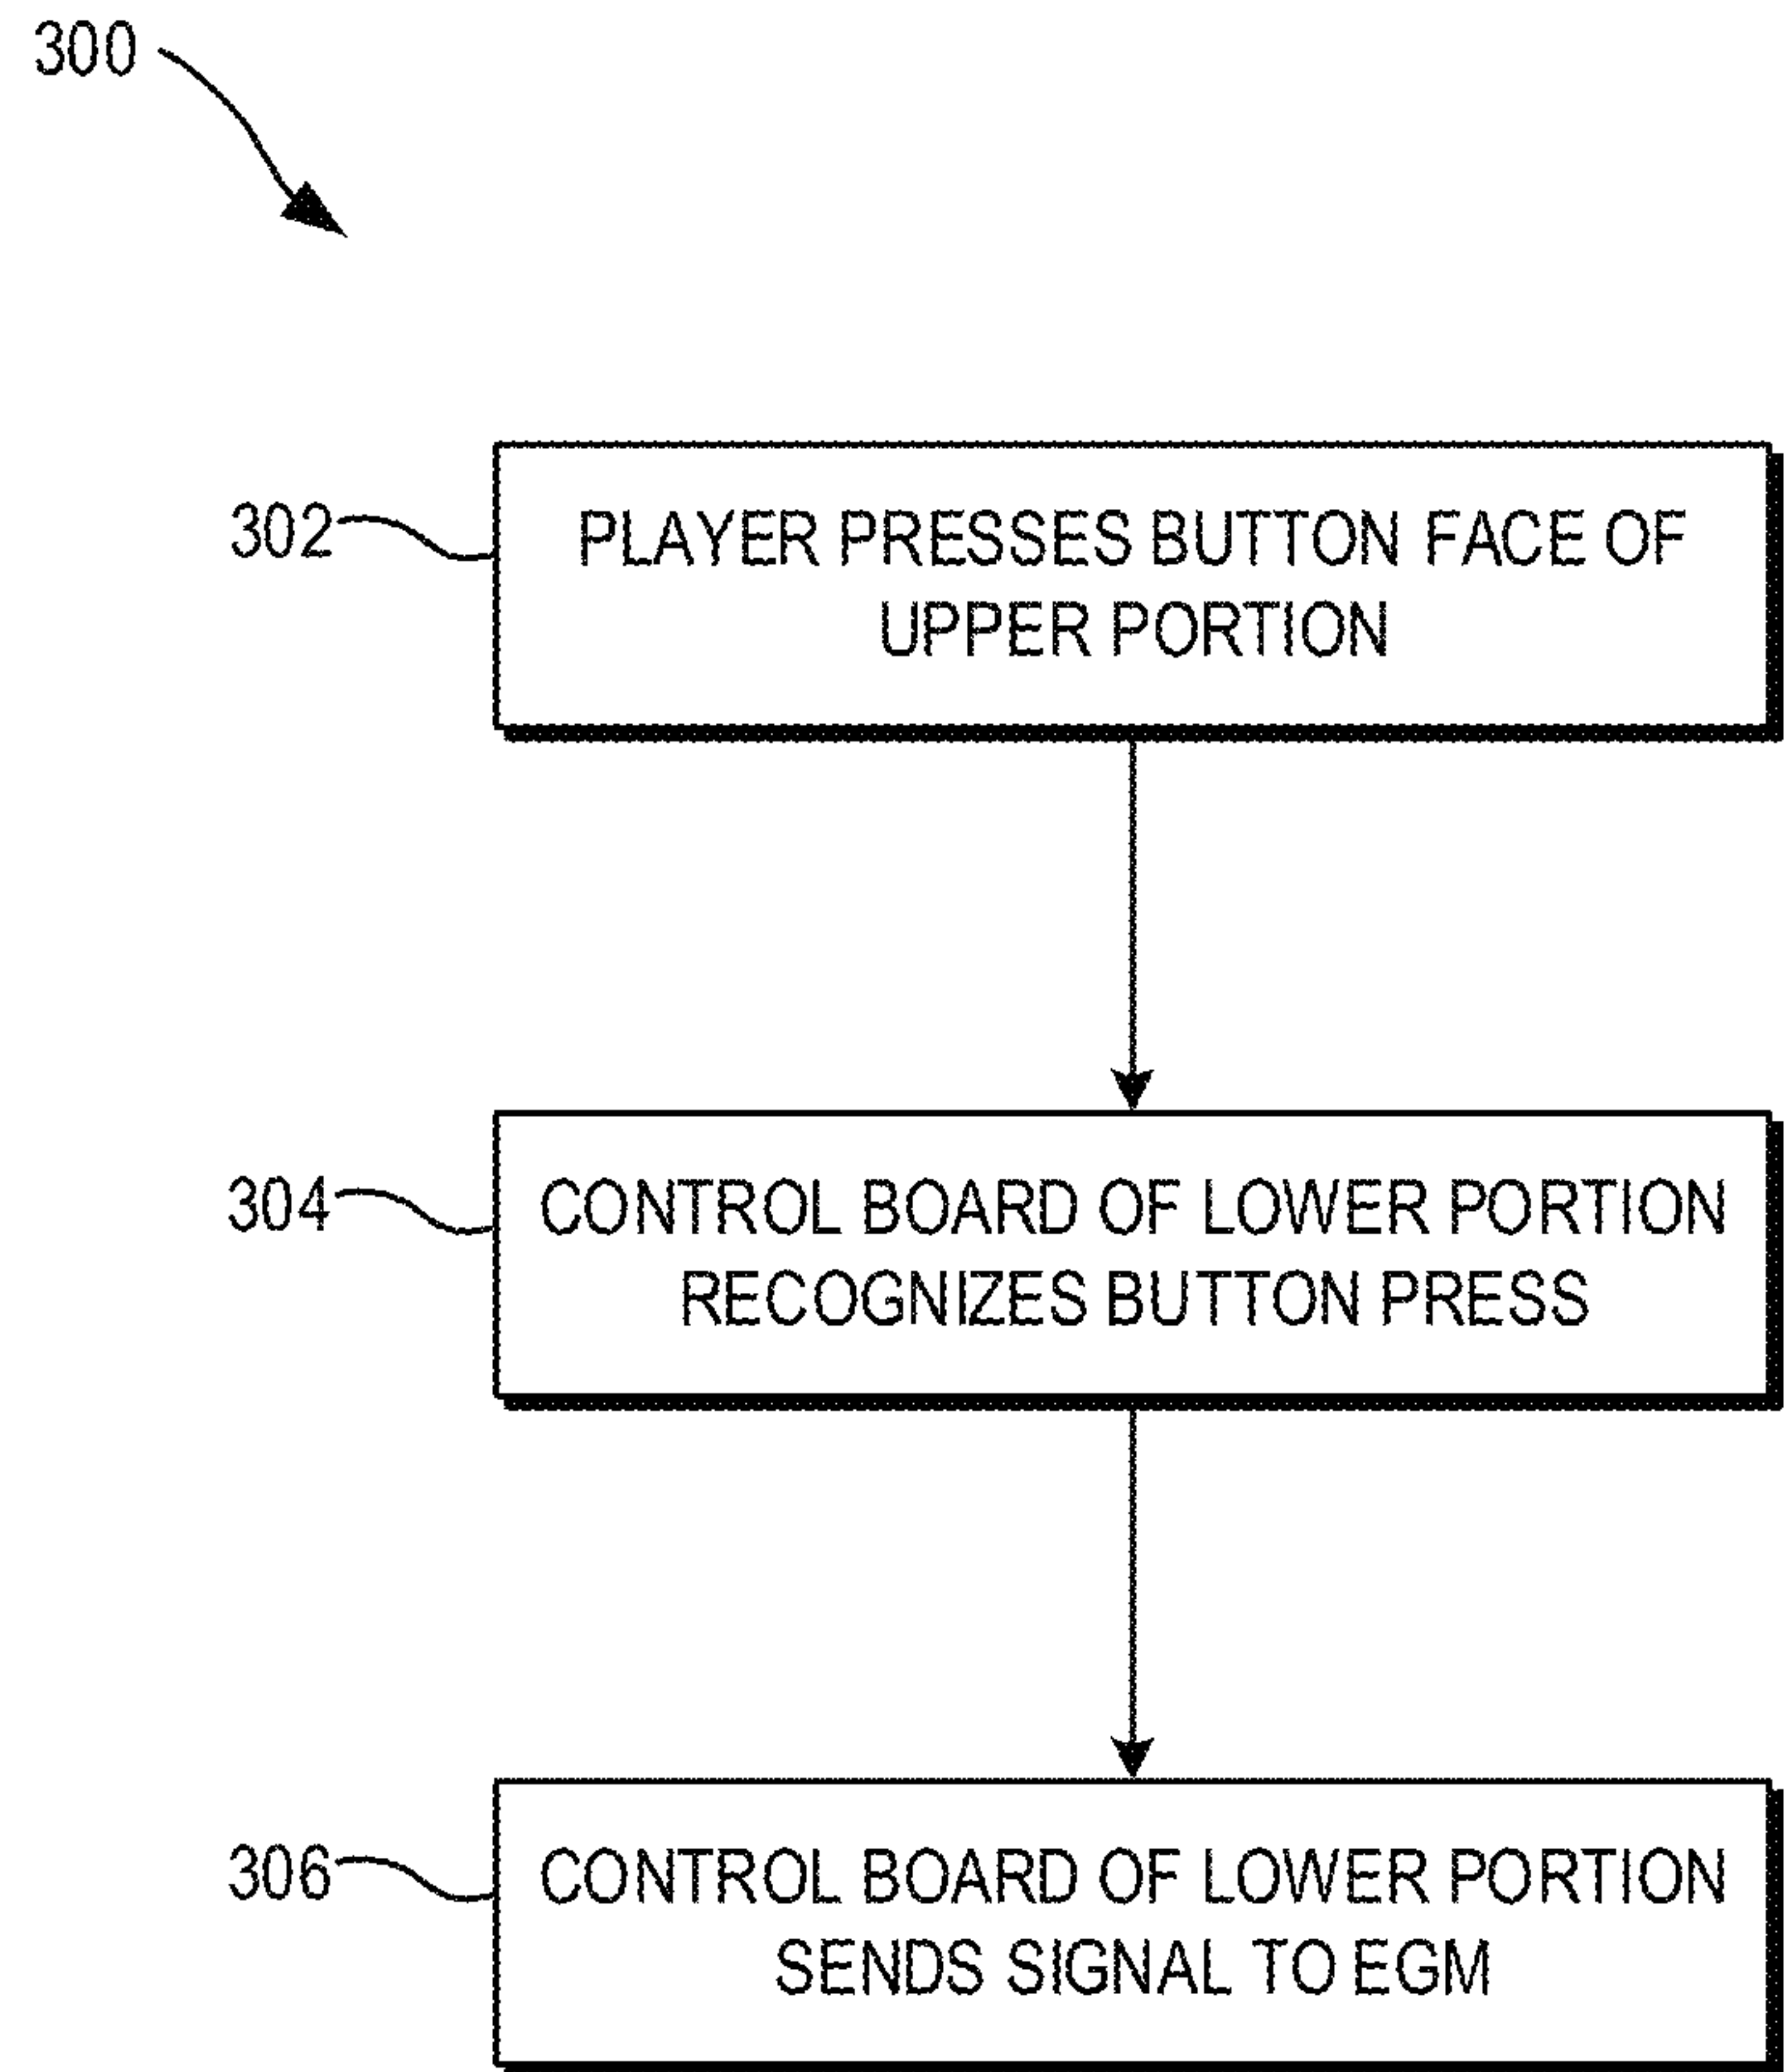 300
302
PLAYER PRESSES BUTTON FACE OF
UPPER PORTION
304
CONTROL BOARD OF LOWER PORTION
RECOGNIZES BUTTON PRESS
306
CONTROL BOARD OF LOWER PORTION
SENDS SIGNAL TO EGM